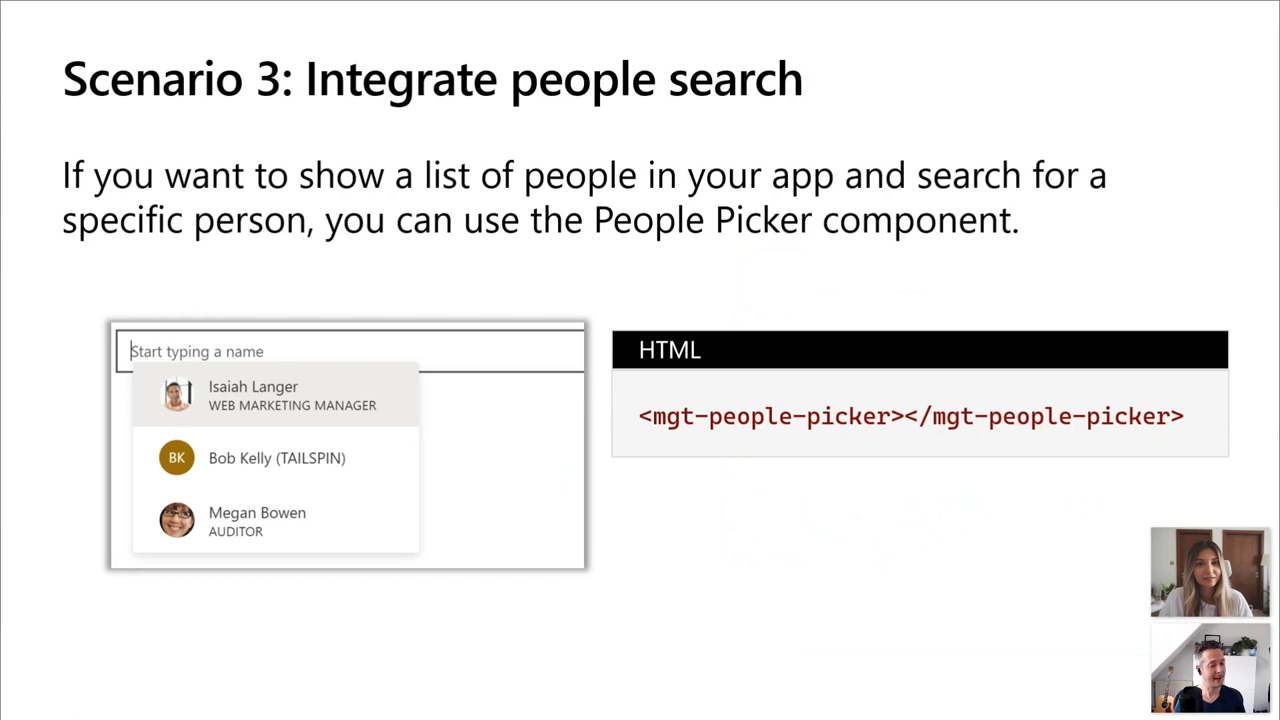 Scenario 3: Integrate people search
If you want to show a list of people in your app and search for a
specific person, you can use the People Picker component.
Start typing a name
Isaiah Langer
WEB MARKETING MANAGER
BK
Bob Kelly (TAILSPIN)
Megan Bowen
AUDITOR
HTML
<mgt-people-picker></mgt-people-picker>